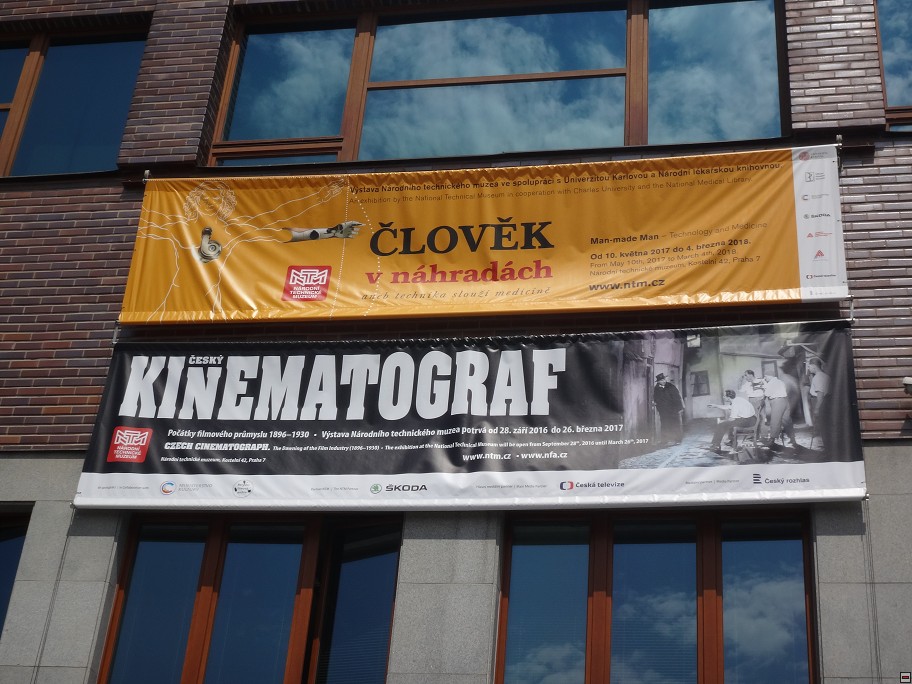 Výstava Národního technického muzea ve spolupráci s Univerzitou Karlovou a Národní lékařskou knihovnou
An exhibition by the National Technical Museum in cooperation with Charles University and the National Medical Library
ČLOVĚK
v náhradách
aneb technika slouží medicíně
NTM
NÁRODNÍ
TECHNICKÉ
MUZEUM
Man-made Man – Technology and Medicine
Od 10. května 2017 do 4. března 2018.
From May 10th, 2017 to March 4th, 2018.
Národní technické muzeum, Kostelní 42, Praha 7
www.ntm.cz
ČESKÝ
KINEMATOGRAF
Počátky filmového průmyslu 1896–1930 • Výstava Národního technického muzea potrvá od 28. září 2016 do 26. března 2017
CZECH CINEMATOGRAPH. The Dawning of the Film Industry (1896–1930) • The exhibition at the National Technical Museum will be open from September 28th, 2016 until March 26th, 2017
Národní technické muzeum, Kostelní 42, Praha 7
www.ntm.cz • www.nfa.cz
NTM
NÁRODNÍ
TECHNICKÉ
MUZEUM
ŠKODA
Česká televize
Český rozhlas